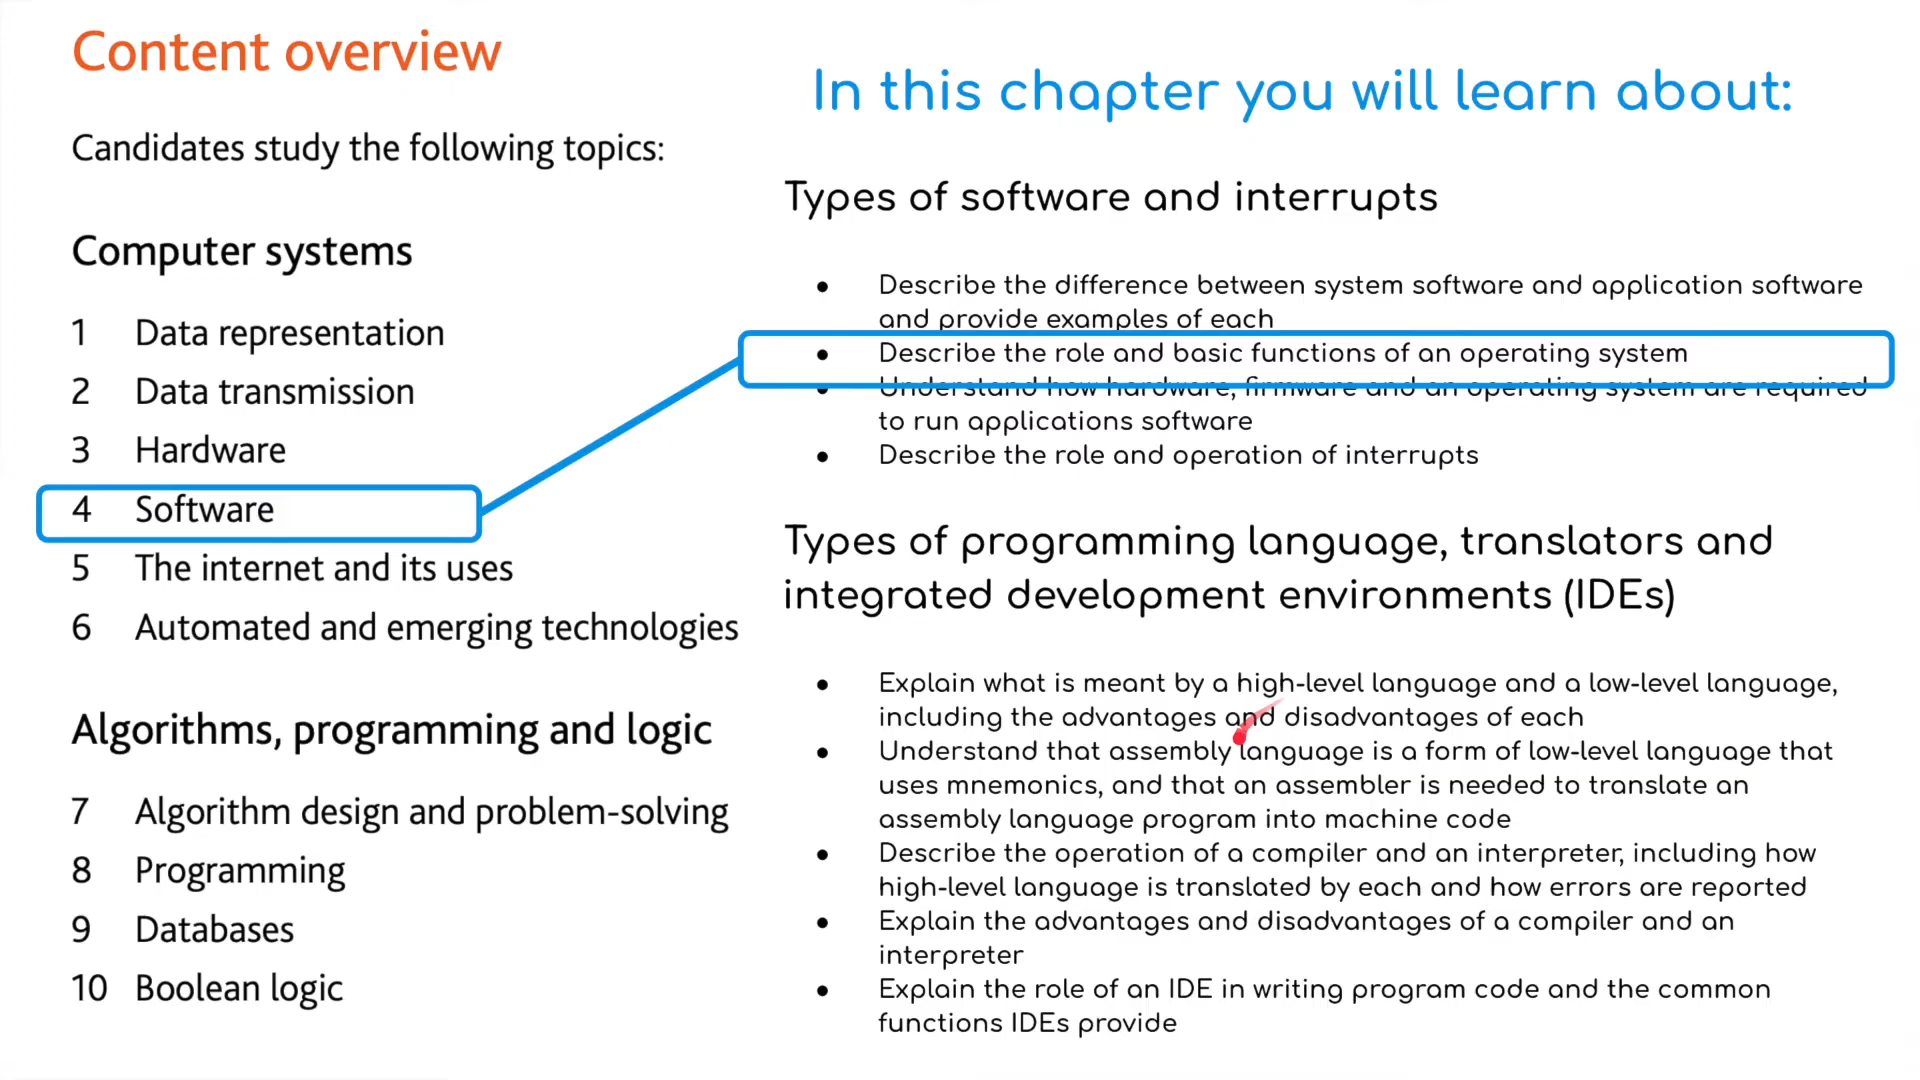 Content overview
Candidates study the following topics:
Computer systems
1 Data representation
2 Data transmission
3 Hardware
4 Software
5 The internet and its uses
6 Automated and emerging technologies
Algorithms, programming and logic
7 Algorithm design and problem-solving
8 Programming
9 Databases
10 Boolean logic
In this chapter you will learn about:
Types of software and interrupts
● Describe the difference between system software and application software
and provide examples of each
● Describe the role and basic functions of an operating system
● Understand how hardware, firmware and an operating system are required
to run applications software
● Describe the role and operation of interrupts
Types of programming language, translators and
integrated development environments (IDEs)
● Explain what is meant by a high-level language and a low-level language,
including the advantages and disadvantages of each
● Understand that assembly language is a form of low-level language that
uses mnemonics, and that an assembler is needed to translate an
assembly language program into machine code
● Describe the operation of a compiler and an interpreter, including how
high-level language is translated by each and how errors are reported
● Explain the advantages and disadvantages of a compiler and an
interpreter
● Explain the role of an IDE in writing program code and the common
functions IDEs provide